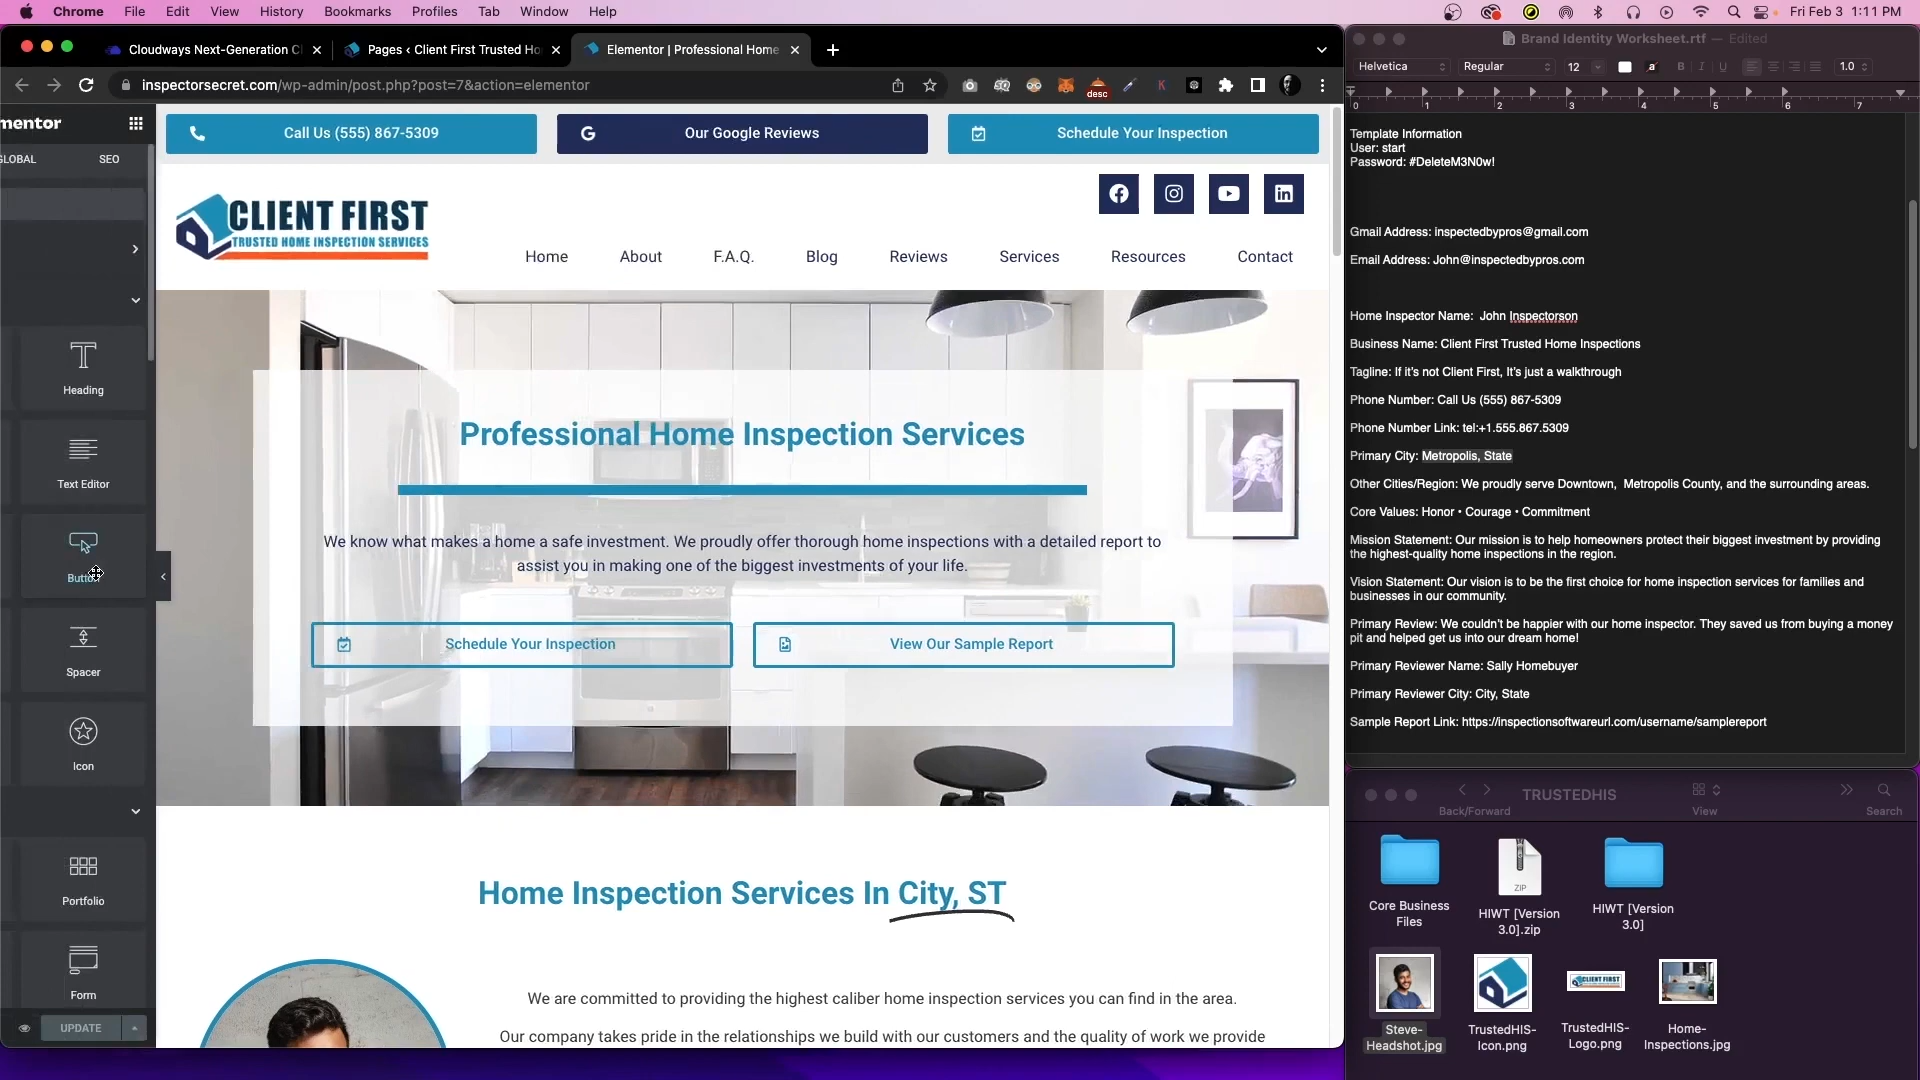 Chrome File Edit View History Bookmarks Profiles Tab Window Help
Fri Feb 3 1:11 PM
Cloudways Next-Generation C
Pages ‹ Client First Trusted Ho
Elementor | Professional Home
inspectorsecret.com/wp-admin/post.php?post=7&action=elementor
desc
mentor
GLOBAL SEO
Heading
Text Editor
Button
Spacer
Icon
Portfolio
Form
UPDATE
Call Us (555) 867-5309
Our Google Reviews
Schedule Your Inspection
CLIENT FIRST
TRUSTED HOME INSPECTION SERVICES
Home About F.A.Q. Blog Reviews Services Resources Contact
Professional Home Inspection Services
We know what makes a home a safe investment. We proudly offer thorough home inspections with a detailed report to
assist you in making one of the biggest investments of your life.
Schedule Your Inspection
View Our Sample Report
Home Inspection Services In City, ST
We are committed to providing the highest caliber home inspection services you can find in the area.
Our company takes pride in the relationships we build with our customers and the quality of work we provide
Brand Identity Worksheet.rtf — Edited
Helvetica Regular 12 B I U 1.0
0 1 2 3 4 5 6 7
Template Information
User: start
Password: #DeleteM3N0w!
Gmail Address: inspectedbypros@gmail.com
Email Address: John@inspectedbypros.com
Home Inspector Name: John Inspectorson
Business Name: Client First Trusted Home Inspections
Tagline: If it's not Client First, It's just a walkthrough
Phone Number: Call Us (555) 867-5309
Phone Number Link: tel:+1.555.867.5309
Primary City: Metropolis, State
Other Cities/Region: We proudly serve Downtown, Metropolis County, and the surrounding areas.
Core Values: Honor • Courage • Commitment
Mission Statement: Our mission is to help homeowners protect their biggest investment by providing
the highest-quality home inspections in the region.
Vision Statement: Our vision is to be the first choice for home inspection services for families and
businesses in our community.
Primary Review: We couldn't be happier with our home inspector. They saved us from buying a money
pit and helped get us into our dream home!
Primary Reviewer Name: Sally Homebuyer
Primary Reviewer City: City, State
Sample Report Link: https://inspectionsoftwareurl.com/username/samplereport
TRUSTEDHIS
Back/Forward View Search
Core Business
Files
ZIP
HIWT [Version
3.0].zip
HIWT [Version
3.0]
Steve-
Headshot.jpg
TrustedHIS-
Icon.png
CLIENT FIRST
TrustedHIS-
Logo.png
Home-
Inspections.jpg